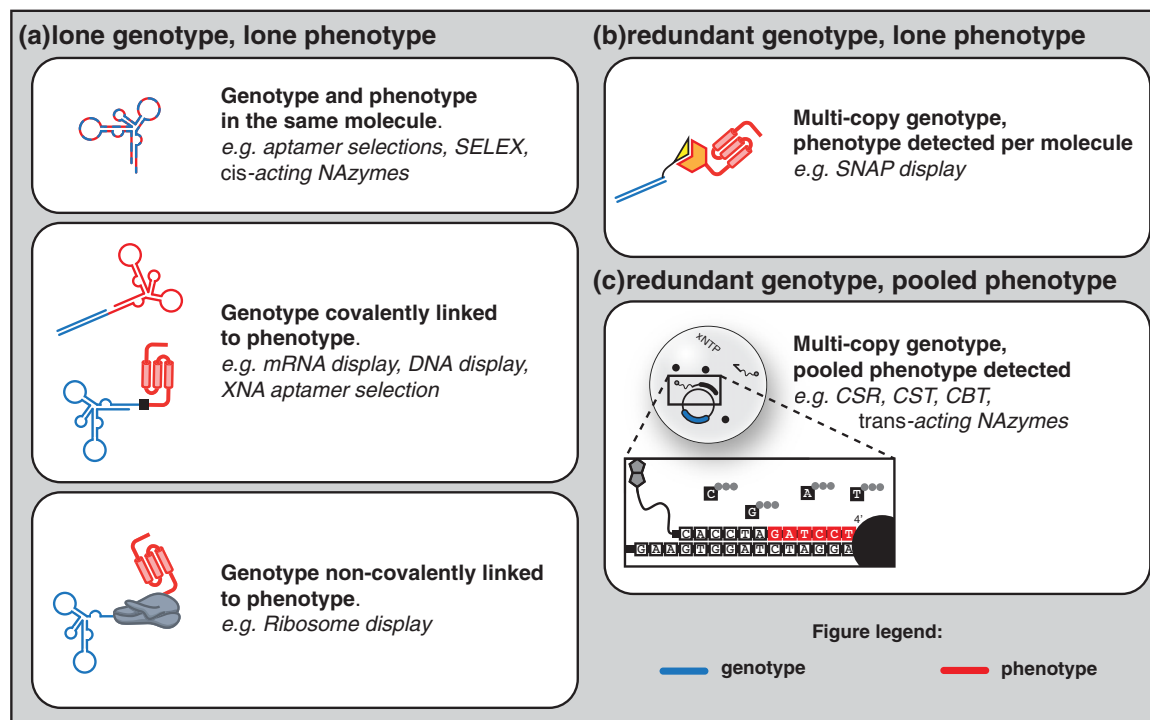 (a)lone genotype, lone phenotype
Genotype and phenotype
in the same molecule.
e.g. aptamer selections, SELEX,
cis-acting NAzymes
Genotype covalently linked
to phenotype.
e.g. mRNA display, DNA display,
XNA aptamer selection
Genotype non-covalently linked
to phenotype.
e.g. Ribosome display
(b)redundant genotype, lone phenotype
Multi-copy genotype,
phenotype detected per molecule
e.g. SNAP display
(c)redundant genotype, pooled phenotype
xNTP
Multi-copy genotype,
pooled phenotype detected
e.g. CSR, CST, CBT,
trans-acting NAzymes
C
G
A
T
4'
CACCTAGATCCT
GAAGTGGATCTAGGA
Figure legend:
genotype
phenotype